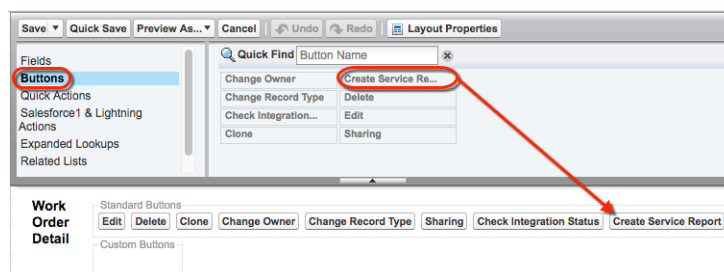 Save Quick Save Preview As... Cancel Undo Redo Layout Properties
Fields
Buttons
Quick Actions
Salesforce1 & Lightning
Actions
Expanded Lookups
Related Lists
Quick Find Button Name
Change Owner Create Service Re...
Change Record Type Delete
Check Integration... Edit
Clone Sharing
Work
Order
Detail
Standard Buttons
Edit Delete Clone Change Owner Change Record Type Sharing Check Integration Status Create Service Report
Custom Buttons